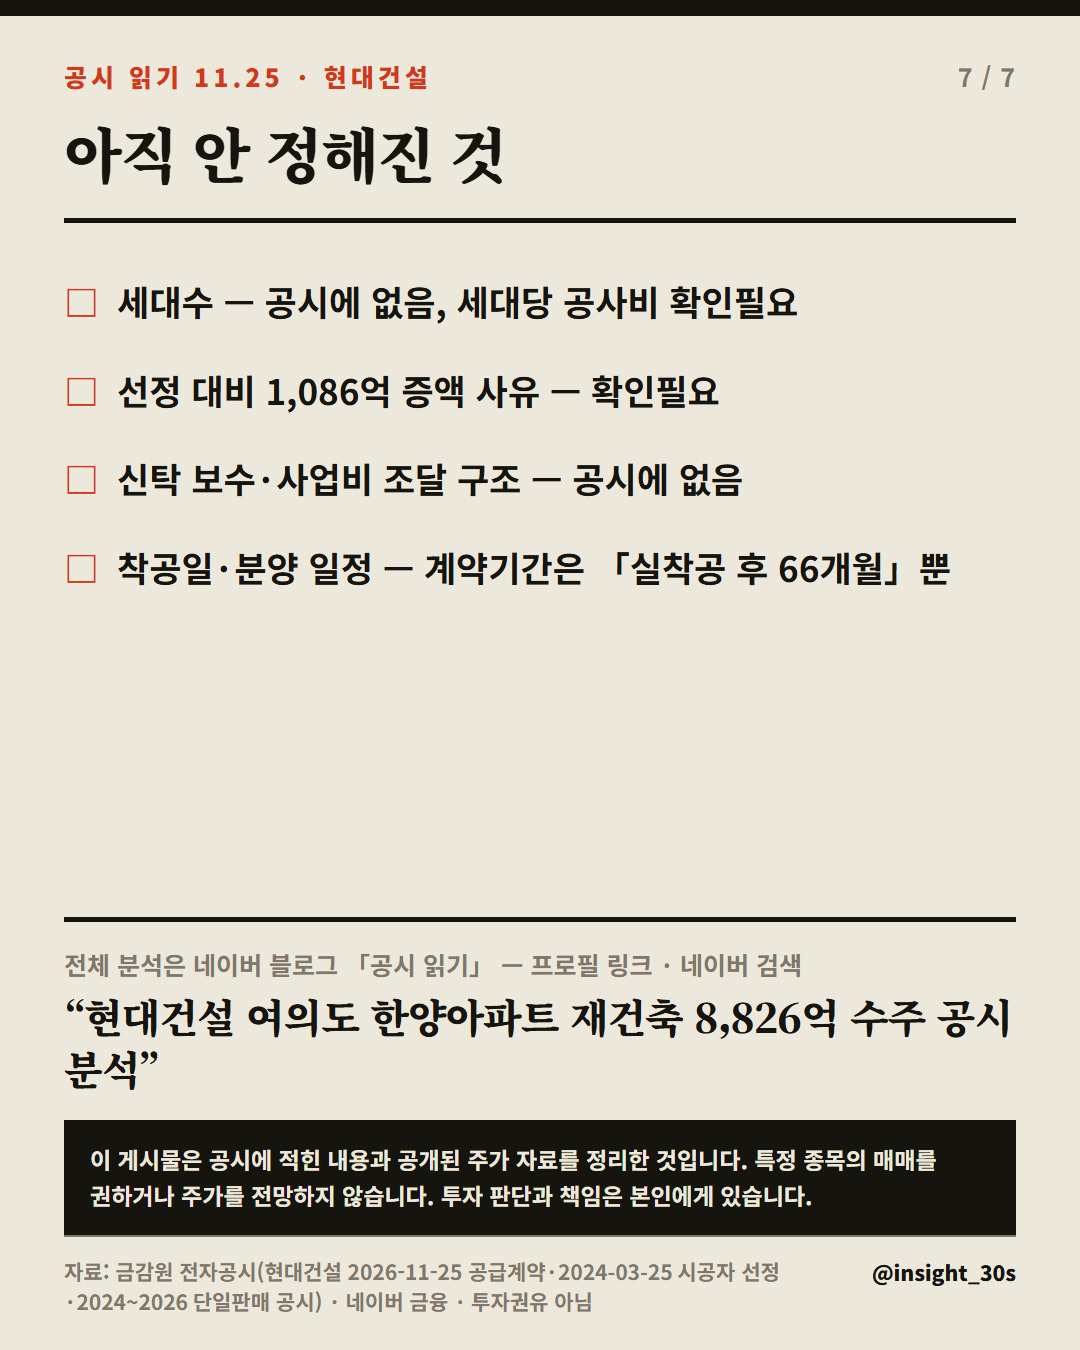 공시 읽기 11.25 · 현대건설
7 / 7
아직 안 정해진 것
□ 세대수 — 공시에 없음, 세대당 공사비 확인필요
□ 선정 대비 1,086억 증액 사유 — 확인필요
□ 신탁 보수·사업비 조달 구조 — 공시에 없음
□ 착공일·분양 일정 — 계약기간은 「실착공 후 66개월」뿐
전체 분석은 네이버 블로그 「공시 읽기」 — 프로필 링크 · 네이버 검색
“현대건설 여의도 한양아파트 재건축 8,826억 수주 공시
분석”
이 게시물은 공시에 적힌 내용과 공개된 주가 자료를 정리한 것입니다. 특정 종목의 매매를
권하거나 주가를 전망하지 않습니다. 투자 판단과 책임은 본인에게 있습니다.
자료: 금감원 전자공시(현대건설 2026-11-25 공급계약·2024-03-25 시공자 선정
·2024~2026 단일판매 공시) · 네이버 금융 · 투자권유 아님
@insight_30s